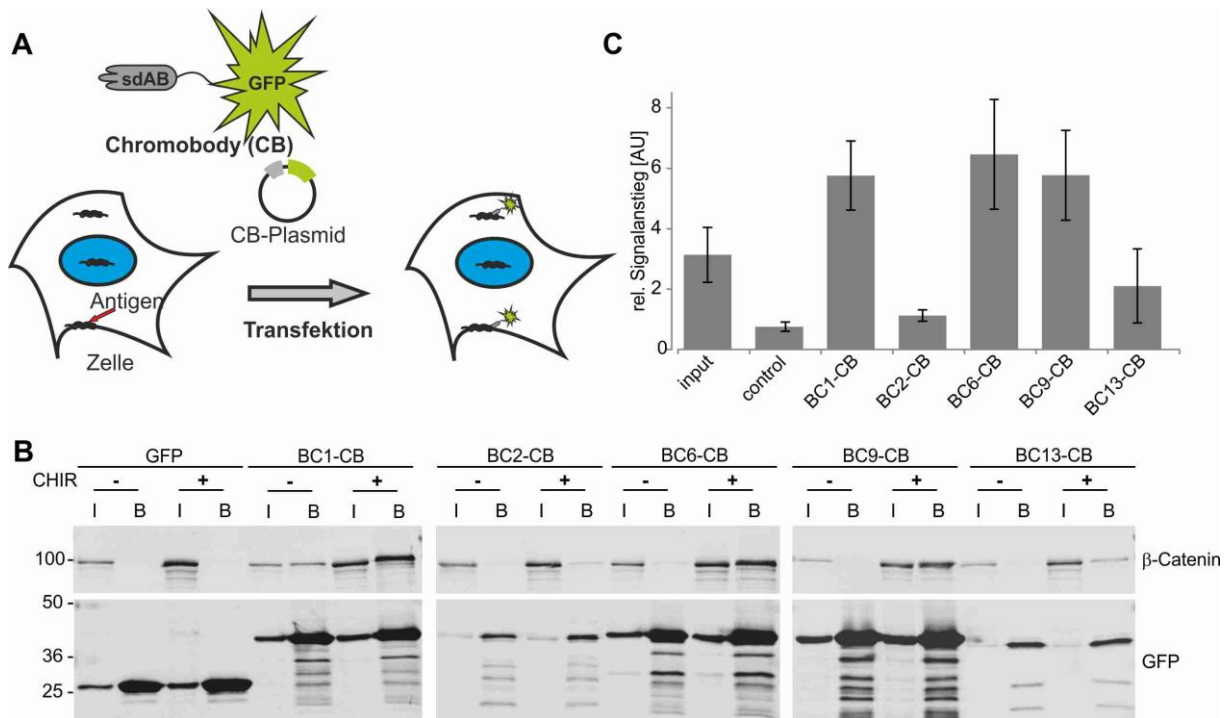 A
sdAB
GFP
Chromobody (CB)
CB-Plasmid
Antigen
Zelle
Transfektion
C
rel. Signalanstieg [AU]
8
6
4
2
0
input
control
BC1-CB
BC2-CB
BC6-CB
BC9-CB
BC13-CB
B
GFP BC1-CB BC2-CB BC6-CB BC9-CB BC13-CB
CHIR - + - + - + - + - + - +
I B I B I B I B I B I B I B I B I B I B I B I B
100 - β-Catenin
50 -
36 -
25 -
GFP